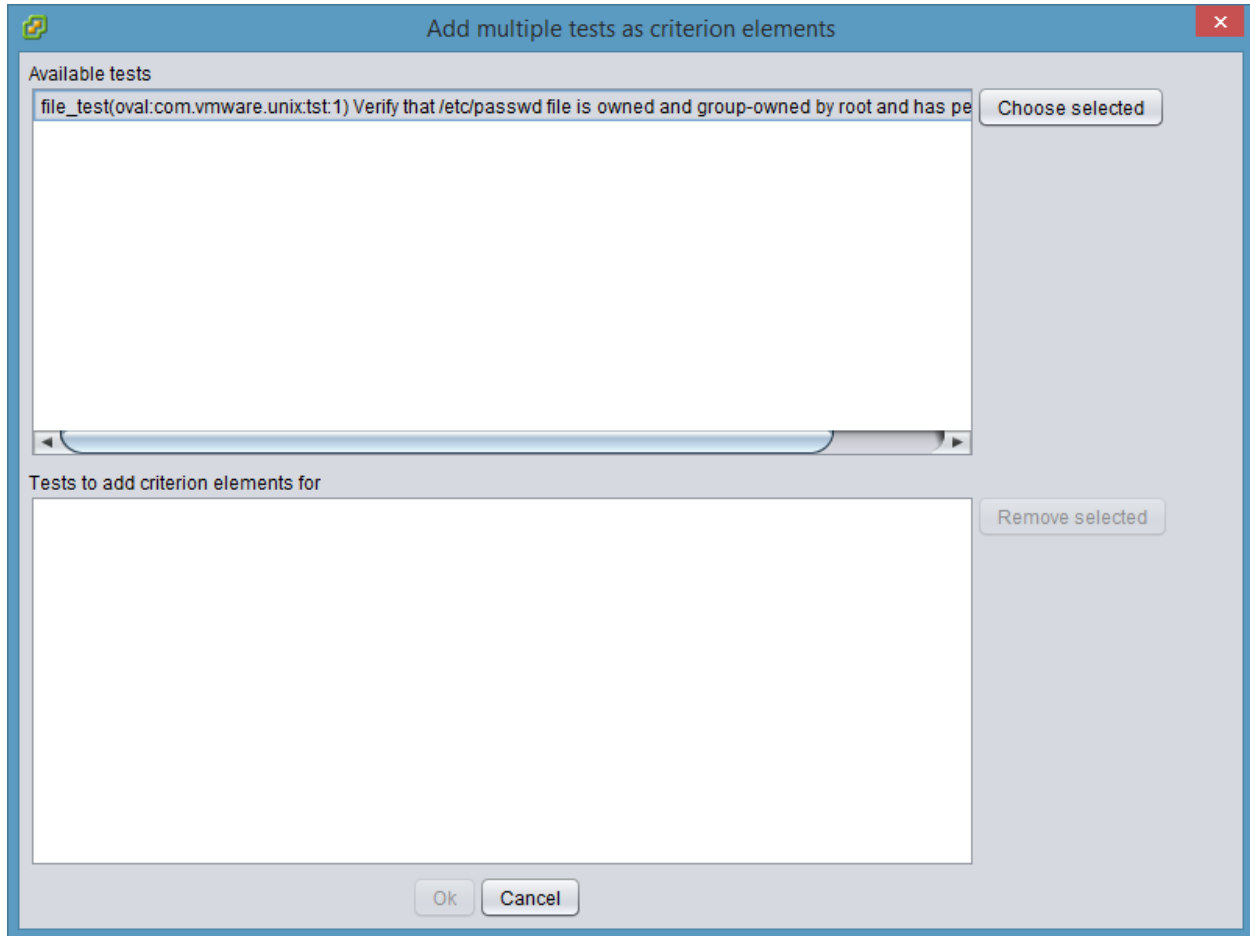 Add multiple tests as criterion elements
Available tests
file_test(oval:com.vmware.unix:tst:1) Verify that /etc/passwd file is owned and group-owned by root and has pe
Choose selected
Tests to add criterion elements for
Remove selected
Ok
Cancel